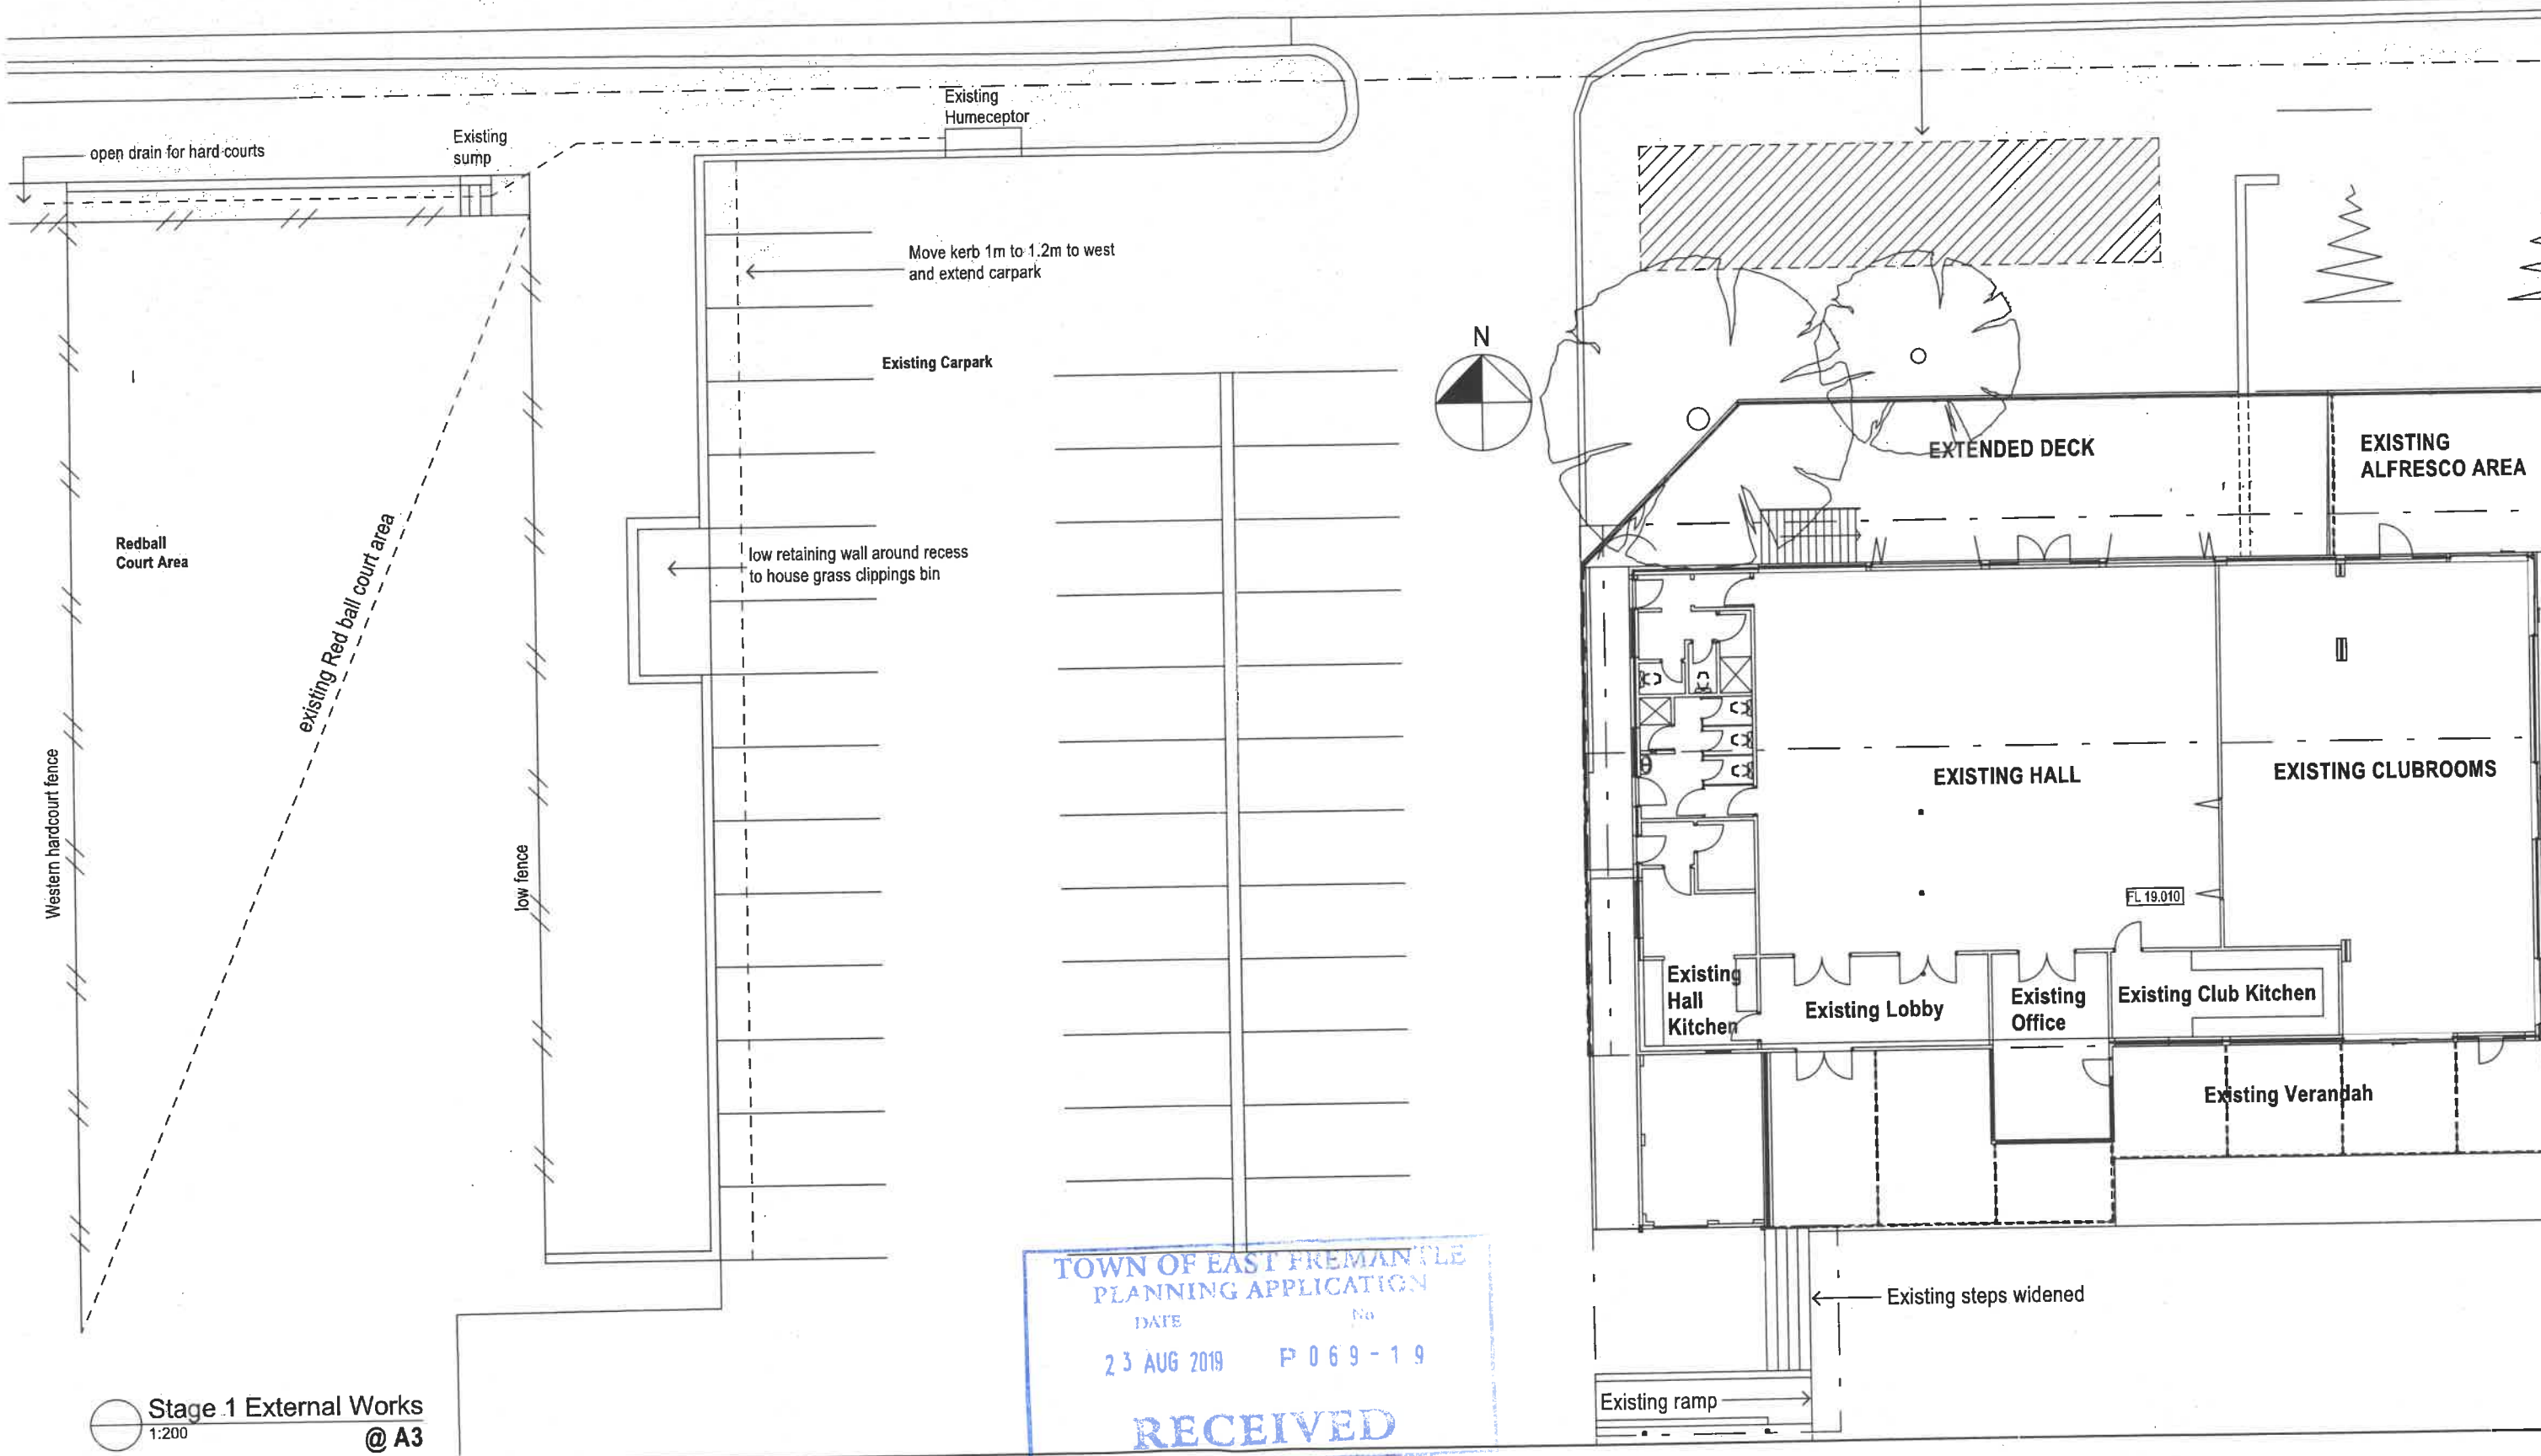 Existing
Humeceptor
open drain for hard courts
Existing
sump
Move kerb 1m to 1.2m to west
and extend carpark
Existing Carpark
N
EXTENDED DECK
EXISTING
ALFRESCO AREA
Redball
Court Area
existing Red ball court area
low retaining wall around recess
to house grass clippings bin
Western hardcourt fence
low fence
EXISTING HALL
EXISTING CLUBROOMS
FL 19.010
Existing
Hall
Kitchen
Existing Lobby
Existing
Office
Existing Club Kitchen
Existing Verandah
TOWN OF EAST FREMANTLE
PLANNING APPLICATION
DATE No
23 AUG 2019 P069-19
RECEIVED
Existing steps widened
Existing ramp
Stage 1 External Works
1:200
@ A3